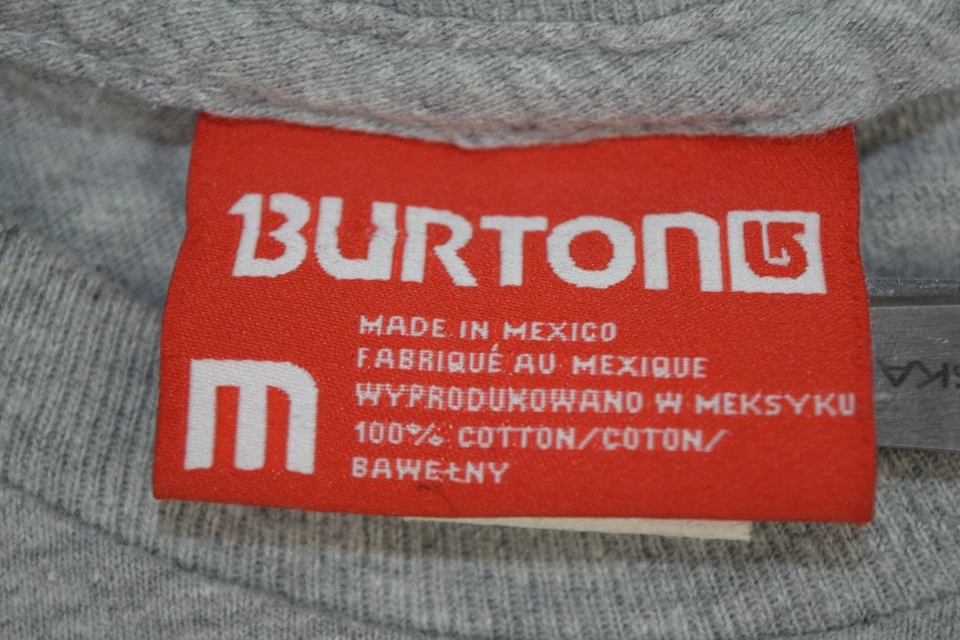 BURTON
M
MADE IN MEXICO
FABRIQUÉ AU MEXIQUE
WYPRODUKOWANO W MEKSYKU
100% COTTON/COTON/
BAWEŁNY